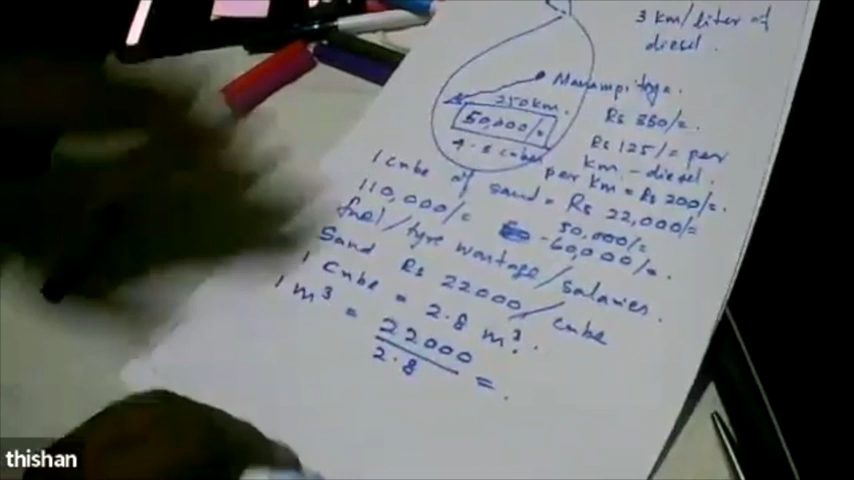 3 km/liter of
diesel.
Manampitiya.
250km.
50,000/=
4-5 cubes
Rs 350/=.
Rs 125/= per
km - diesel.
per km = Rs 200/=.
1 cube of sand = Rs 22,000/=
110,000/= 50,000/=
-60,000/=.
fuel/tyre wantage/salaries.
Sand Rs 22000/cube
1 cube = 2.8 m³.
1 m³ = 22000
2.8 =.
thishan